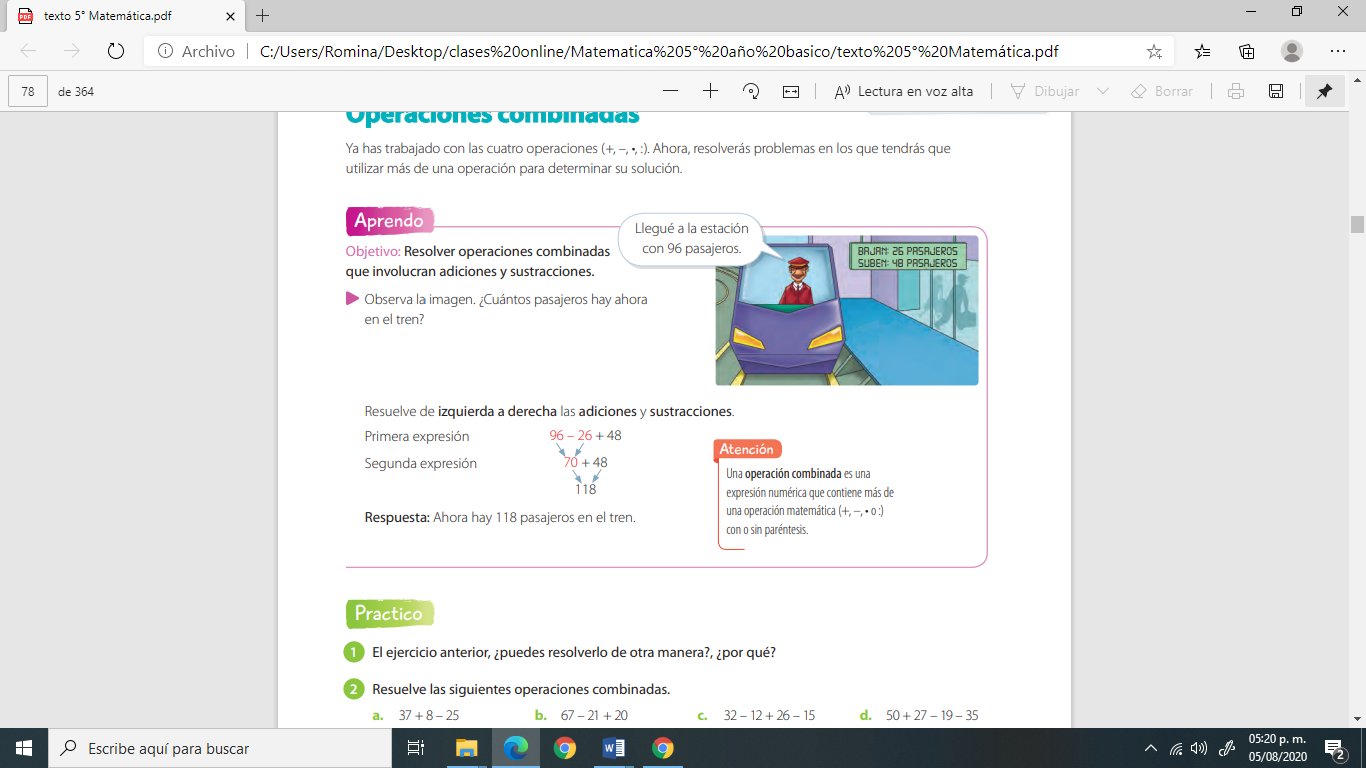 texto 5° Matemática.pdf
Archivo
C:/Users/Romina/Desktop/clases%20online/Matematica%205°%20año%20basico/texto%205°%20Matemática.pdf
78 de 364
Lectura en voz alta
Dibujar
Borrar
Operaciones combinadas
Ya has trabajado con las cuatro operaciones (+, –, •, :). Ahora, resolverás problemas en los que tendrás que
utilizar más de una operación para determinar su solución.
Aprendo
Objetivo: Resolver operaciones combinadas
que involucran adiciones y sustracciones.
Observa la imagen. ¿Cuántos pasajeros hay ahora
en el tren?
Llegué a la estación
con 96 pasajeros.
BAJAN: 26 PASAJEROS
SUBEN: 48 PASAJEROS
Resuelve de izquierda a derecha las adiciones y sustracciones.
Primera expresión 96 – 26 + 48
Segunda expresión 70 + 48
118
Respuesta: Ahora hay 118 pasajeros en el tren.
Atención
Una operación combinada es una
expresión numérica que contiene más de
una operación matemática (+, –, • o :)
con o sin paréntesis.
Practico
1 El ejercicio anterior, ¿puedes resolverlo de otra manera?, ¿por qué?
2 Resuelve las siguientes operaciones combinadas.
a. 37 + 8 – 25 b. 67 – 21 + 20 c. 32 – 12 + 26 – 15 d. 50 + 27 – 19 – 35
Escribe aquí para buscar
05:20 p. m.
05/08/2020
2